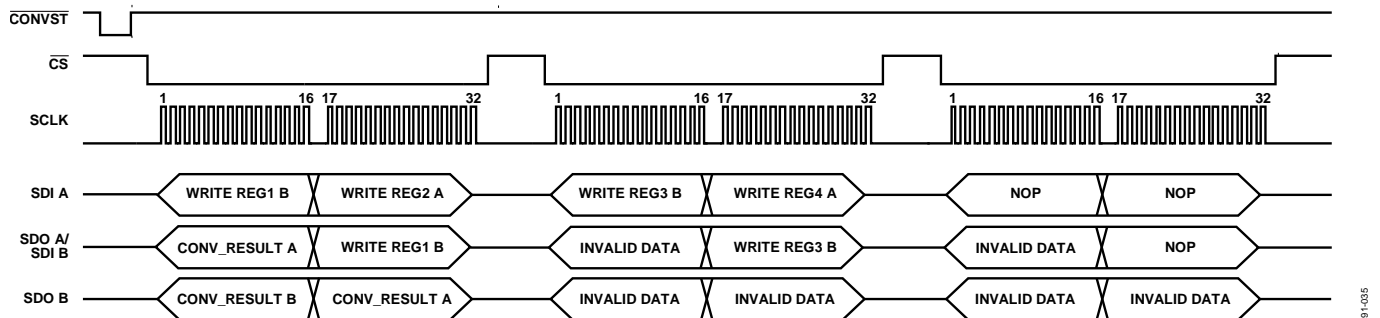 CONVST
CS
1 16 17 32 1 16 17 32 1 16 17 32
SCLK
SDI A WRITE REG1 B WRITE REG2 A WRITE REG3 B WRITE REG4 A NOP NOP
SDO A/
SDI B CONV_RESULT A WRITE REG1 B INVALID DATA WRITE REG3 B INVALID DATA NOP
SDO B CONV_RESULT B CONV_RESULT A INVALID DATA INVALID DATA INVALID DATA INVALID DATA
91-035